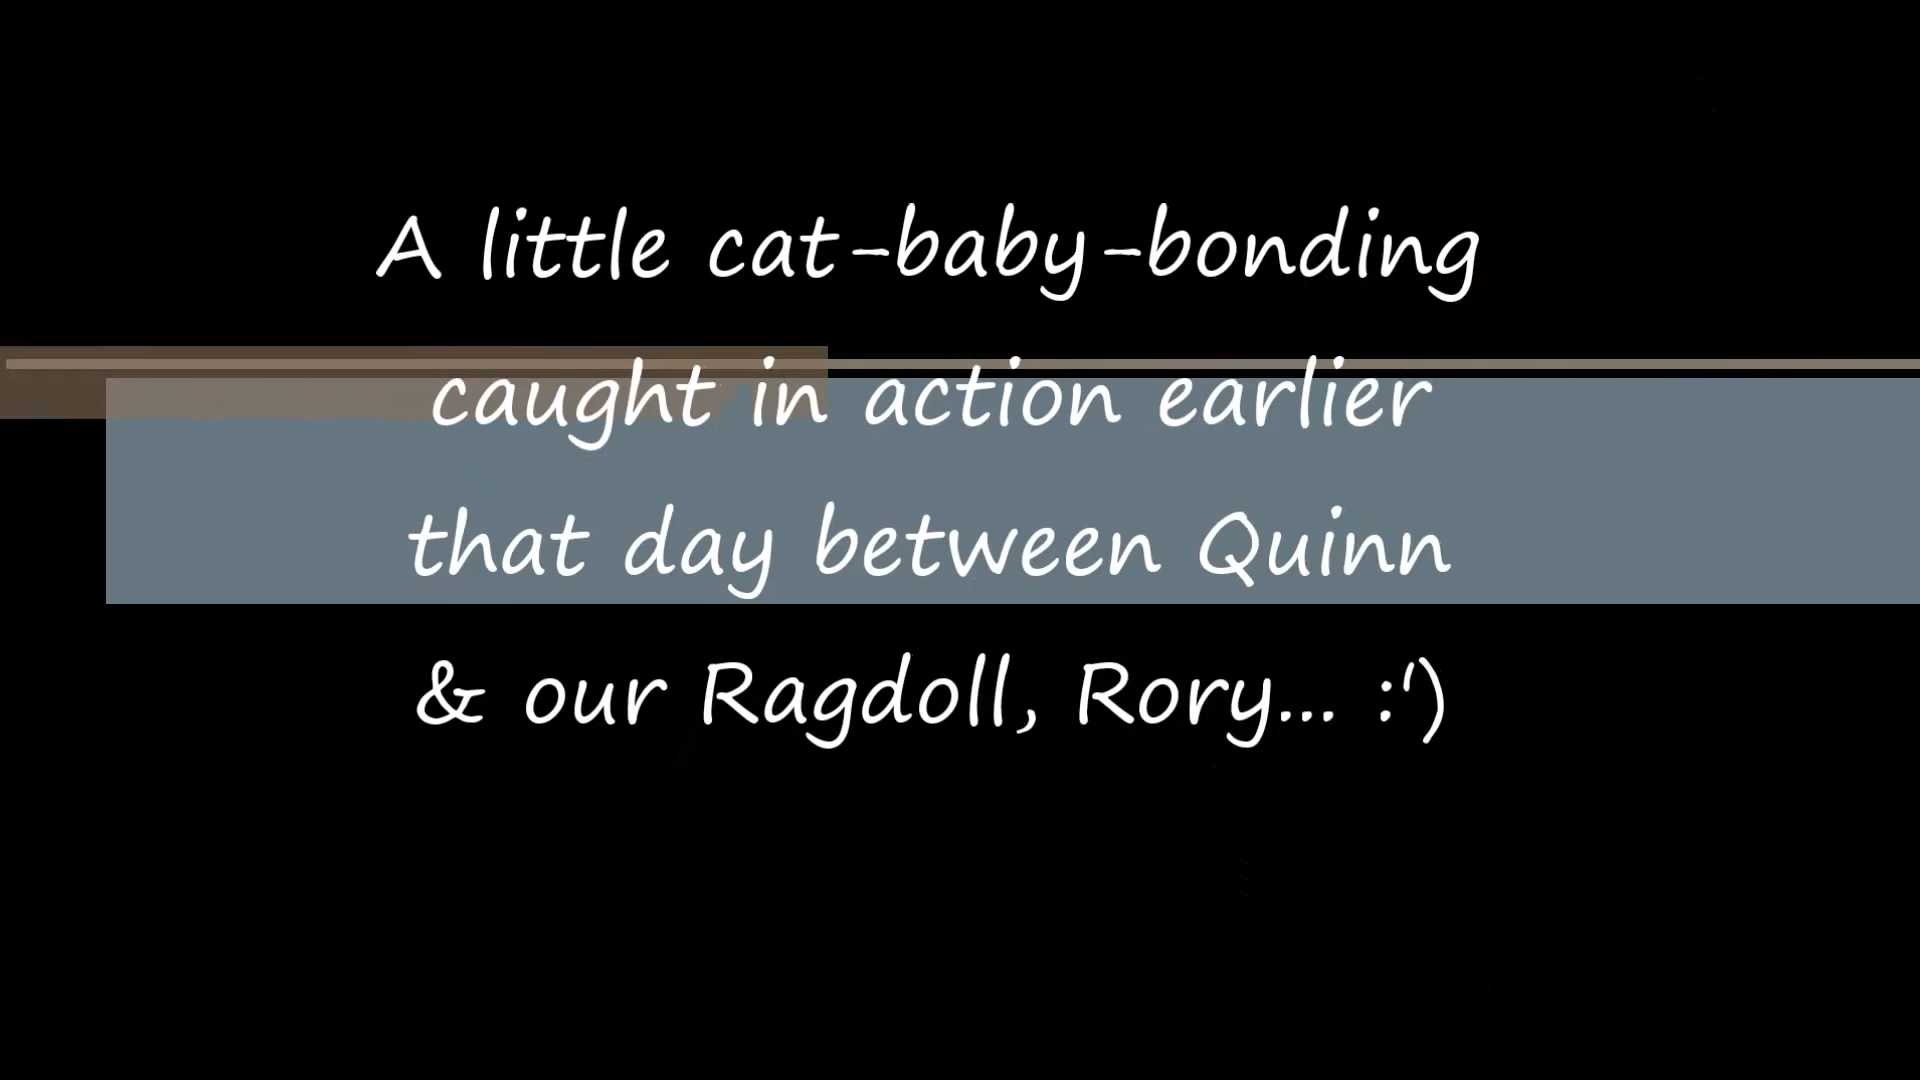 A little cat-baby-bonding
caught in action earlier
that day between Quinn
& our Ragdoll, Rory... :')